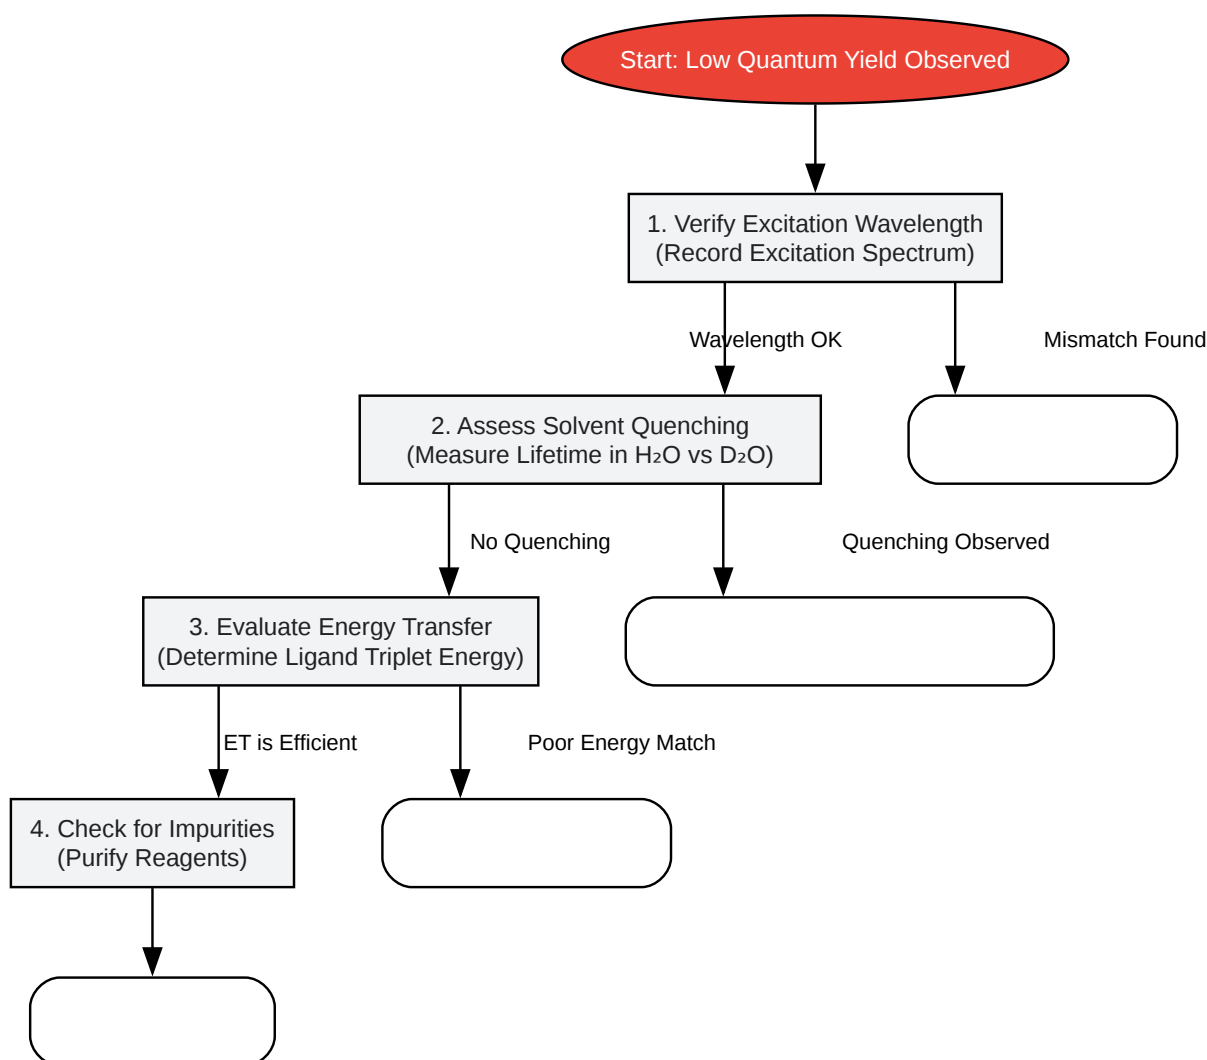 Start: Low Quantum Yield Observed
1. Verify Excitation Wavelength
(Record Excitation Spectrum)
Wavelength OK
Mismatch Found
2. Assess Solvent Quenching
(Measure Lifetime in H₂O vs D₂O)
No Quenching
Quenching Observed
3. Evaluate Energy Transfer
(Determine Ligand Triplet Energy)
ET is Efficient
Poor Energy Match
4. Check for Impurities
(Purify Reagents)